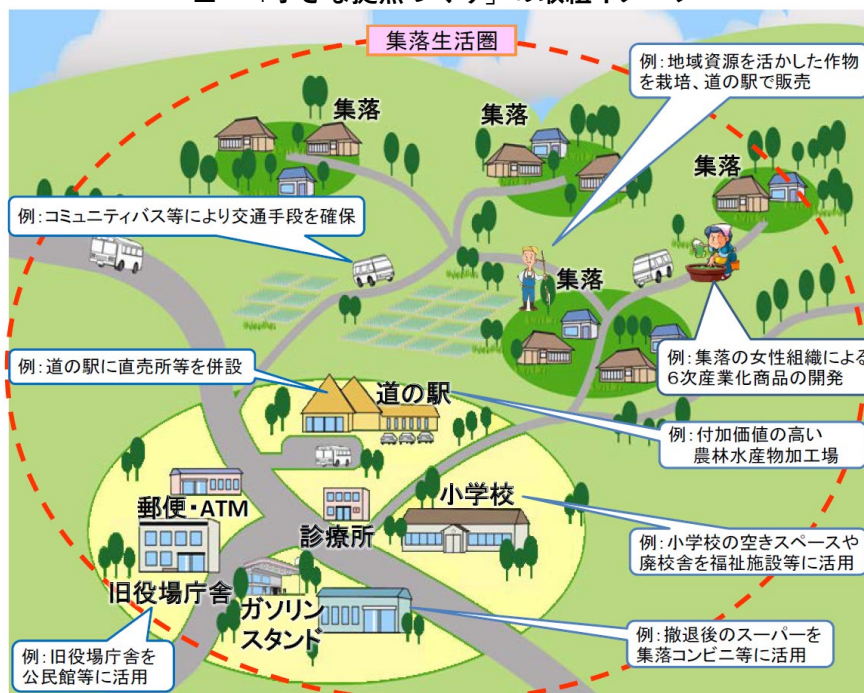 集落生活圏
例：地域資源を活かした作物
を栽培、道の駅で販売
集落
集落
集落
例：コミュニティバス等により交通手段を確保
集落
例：集落の女性組織による
６次産業化商品の開発
例：道の駅に直売所等を併設
道の駅
例：付加価値の高い
農林水産物加工場
小学校
郵便・ATM
診療所
例：小学校の空きスペースや
廃校舎を福祉施設等に活用
旧役場庁舎
ガソリン
スタンド
例：撤退後のスーパーを
集落コンビニ等に活用
例：旧役場庁舎を
公民館等に活用